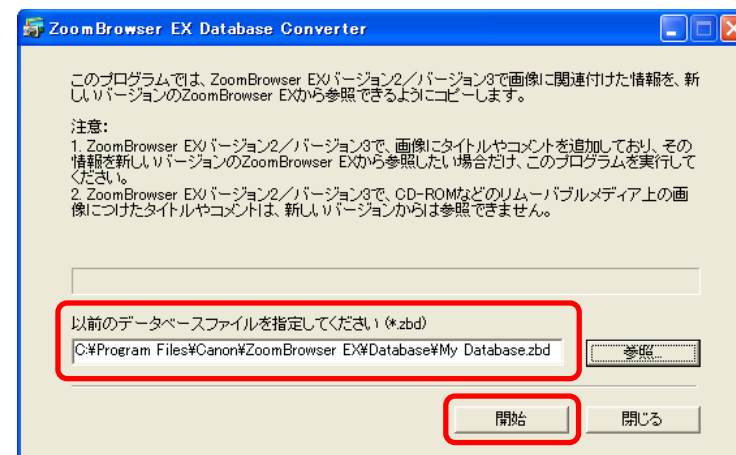 ZoomBrowser EX Database Converter
このプログラムでは、ZoomBrowser EXバージョン2／バージョン3で画像に関連付けた情報を、新
しいバージョンのZoomBrowser EXから参照できるようにコピーします。
注意:
1. ZoomBrowser EXバージョン2／バージョン3で、画像にタイトルやコメントを追加しており、その
情報を新しいバージョンのZoomBrowser EXから参照したい場合だけ、このプログラムを実行して
ください。
2. ZoomBrowser EXバージョン2／バージョン3で、CD-ROMなどのリムーバブルメディア上の画
像につけたタイトルやコメントは、新しいバージョンからは参照できません。
以前のデータベースファイルを指定してください (*.zbd)
C:¥Program Files¥Canon¥ZoomBrowser EX¥Database¥My Database.zbd
参照...
開始
閉じる